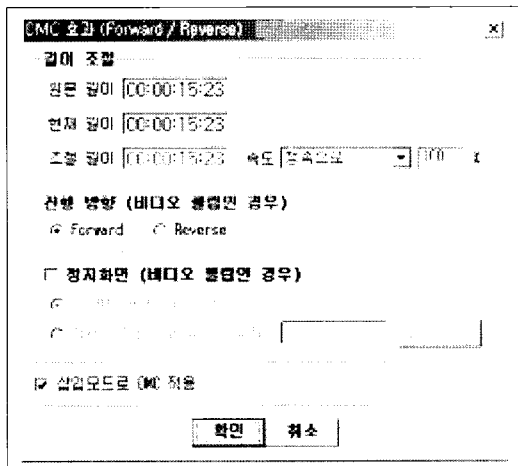 CMC 효과 (Forward / Reverse)
길이 조절
원본 길이 00:00:15:23
현재 길이 00:00:15:23
조절 길이 00:00:15:23 속도 정속으로 100 %
진행 방향 (비디오 클립인 경우)
Forward Reverse
정지화면 (비디오 클립인 경우)
삽입모드로 CMC 적용
확인 취소